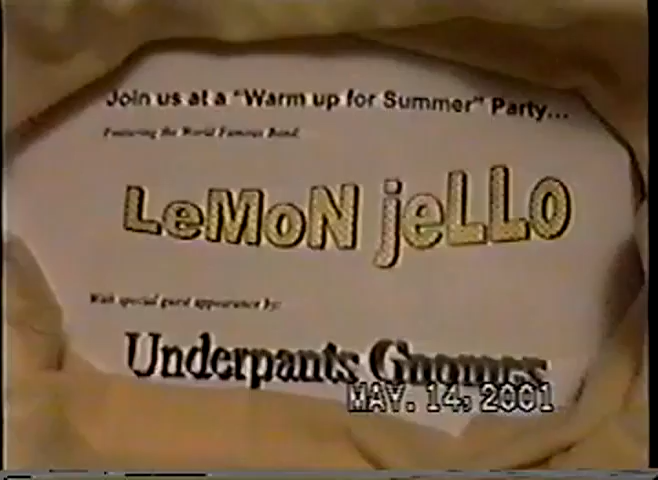 Join us at a "Warm up for Summer" Party...
Featuring the World Famous Band:
LeMoN jeLLo
With special guest appearance by:
Underpants Gnomes
MAY. 14, 2001